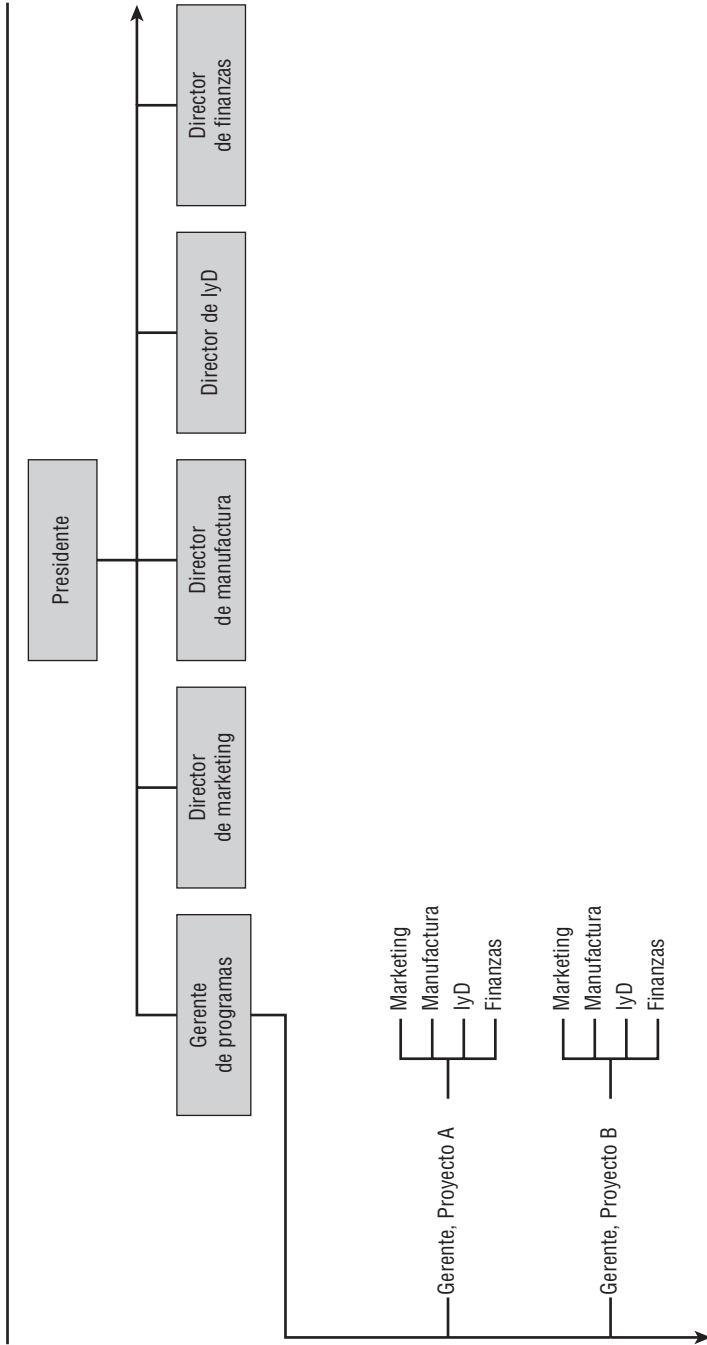 Presidente
Gerente
de programas
Director
de marketing
Director
de manufactura
Director de IyD
Director
de finanzas
Gerente, Proyecto A
Marketing
Manufactura
IyD
Finanzas
Gerente, Proyecto B
Marketing
Manufactura
IyD
Finanzas